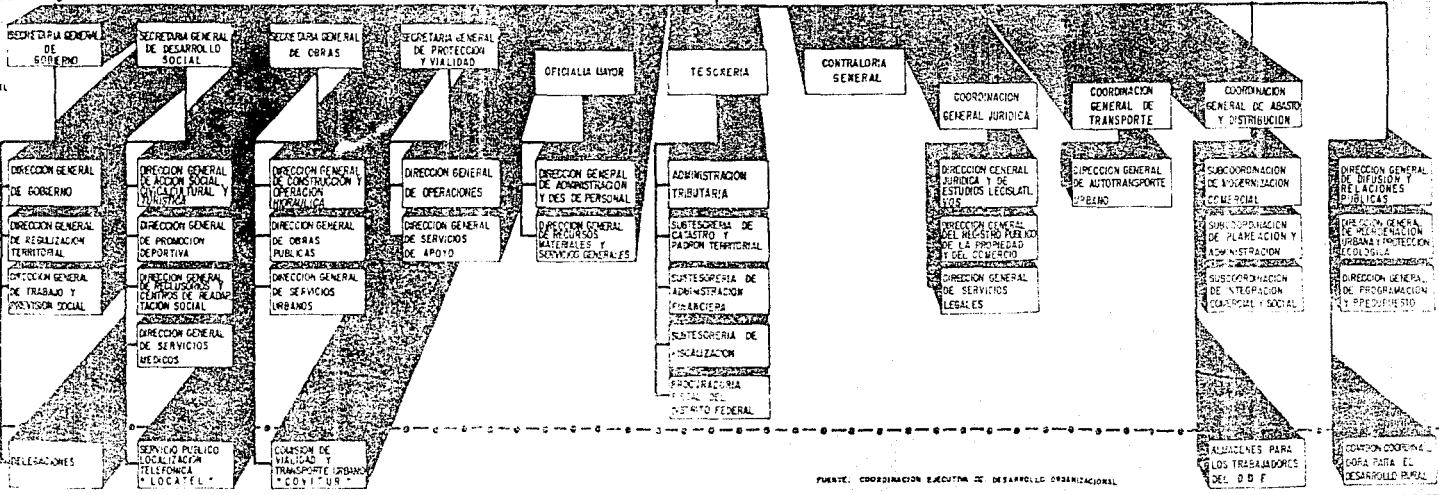 SECRETARIA GENERAL
DE
GOBIERNO
SECRETARIA GENERAL
DE DESARROLLO
SOCIAL
SECRETARIA GENERAL
DE OBRAS
SECRETARIA GENERAL
DE PROTECCION
Y VIALIDAD
OFICIALIA MAYOR
TESORERIA
CONTRALORIA
GENERAL
COORDINACION
GENERAL JURIDICA
COORDINACION
GENERAL DE
TRANSPORTE
COORDINACION
GENERAL DE ABASTO
Y DISTRIBUCION
DIRECCION GENERAL
DE GOBIERNO
DIRECCION GENERAL
DE REGULIZACION
TERRITORIAL
DIRECCION GENERAL
DE TRABAJO Y
PREVISION SOCIAL
DELEGACIONES
DIRECCION GENERAL
DE ACCION SOCIAL
CIVICA CULTURAL Y
TURISTICA
DIRECCION GENERAL
DE PROMOCION
DEPORTIVA
DIRECCION GENERAL
DE RECLUSORIOS Y
CENTROS DE READAP
TACION SOCIAL
DIRECCION GENERAL
DE SERVICIOS
MEDICOS
SERVICIO PUBLICO
LOCALIZACION
TELEFONICA
"LOCATEL"
DIRECCION GENERAL
DE CONSTRUCCION Y
OPERACION
HIDRAULICA
DIRECCION GENERAL
DE OBRAS
PUBLICAS
DIRECCION GENERAL
DE SERVICIOS
URBANOS
COMISION DE
VIALIDAD Y
TRANSPORTE URBANO
"COVITUR"
DIRECCION GENERAL
DE OPERACIONES
DIRECCION GENERAL
DE SERVICIOS
DE APOYO
DIRECCION GENERAL
DE ADMINISTRACION
Y DES DE PERSONAL
DIRECCION GENERAL
DE RECURSOS
MATERIALES Y
SERVICIOS GENERALES
ADMINISTRACION
TRIBUTARIA
SUBTESORERIA DE
CATASTRO Y
PADRON TERRITORIAL
SUBTESORERIA DE
ADMINISTRACION
FINANCIERA
SUBTESORERIA DE
FISCALIZACION
PROCURADURIA
FISCAL DEL
DISTRITO FEDERAL
DIRECCION GENERAL
JURIDICA Y DE
ESTUDIOS LEGISLATI
VOS
DIRECCION GENERAL
DEL REGISTRO PUBLICO
DE LA PROPIEDAD
Y DEL COMERCIO
DIRECCION GENERAL
DE SERVICIOS
LEGALES
DIRECCION GENERAL
DE AUTOTRANSPORTE
URBANO
SUBCOORDINACION
DE MODERNIZACION
COMERCIAL
SUBCOORDINACION
DE PLANEACION Y
ADMINISTRACION
SUBCOORDINACION
DE INTEGRACION
COMERCIAL Y SOCIAL
ALMACENES PARA
LOS TRABAJADORES
DEL D D F
DIRECCION GENERAL
DE DIFUSION Y
RELACIONES
PUBLICAS
DIRECCION GENERAL
DE REORDENACION
URBANA Y PROTECCION
ECOLOGICA
DIRECCION GENERAL
DE PROGRAMACION
Y PRESUPUESTO
COMISION COORDINA
DORA PARA EL
DESARROLLO RURAL
FUENTE. COORDINACION EJECUTIVA DE DESARROLLO ORGANIZACIONAL